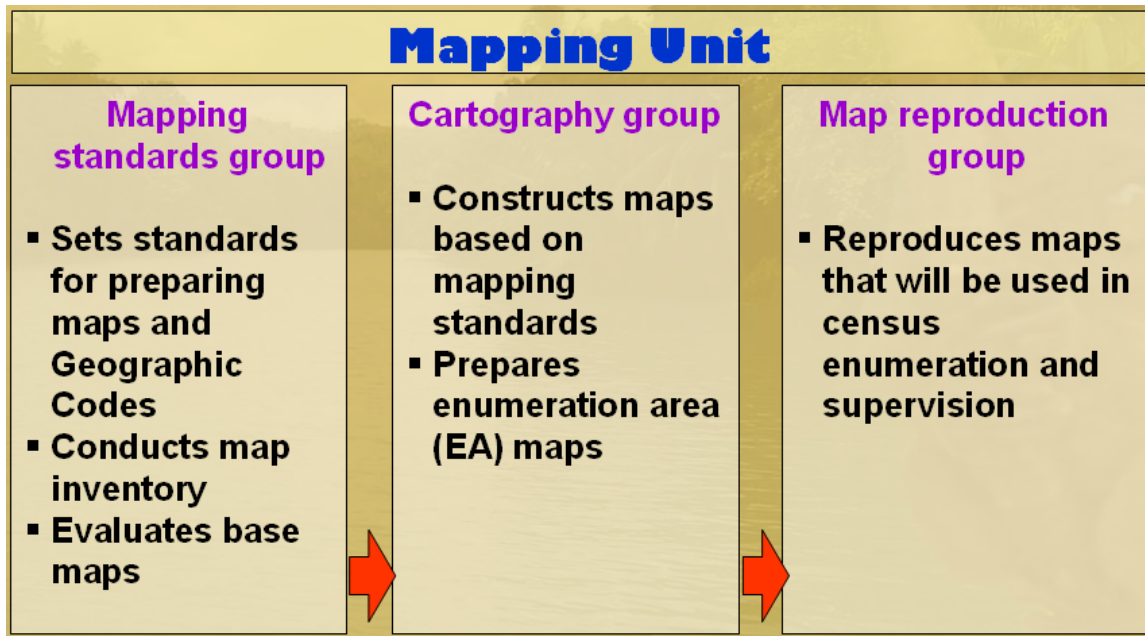 Mapping Unit
Mapping
standards group
▪ Sets standards
for preparing
maps and
Geographic
Codes
▪ Conducts map
inventory
▪ Evaluates base
maps
Cartography group
▪ Constructs maps
based on
mapping
standards
▪ Prepares
enumeration area
(EA) maps
Map reproduction
group
▪ Reproduces maps
that will be used in
census
enumeration and
supervision